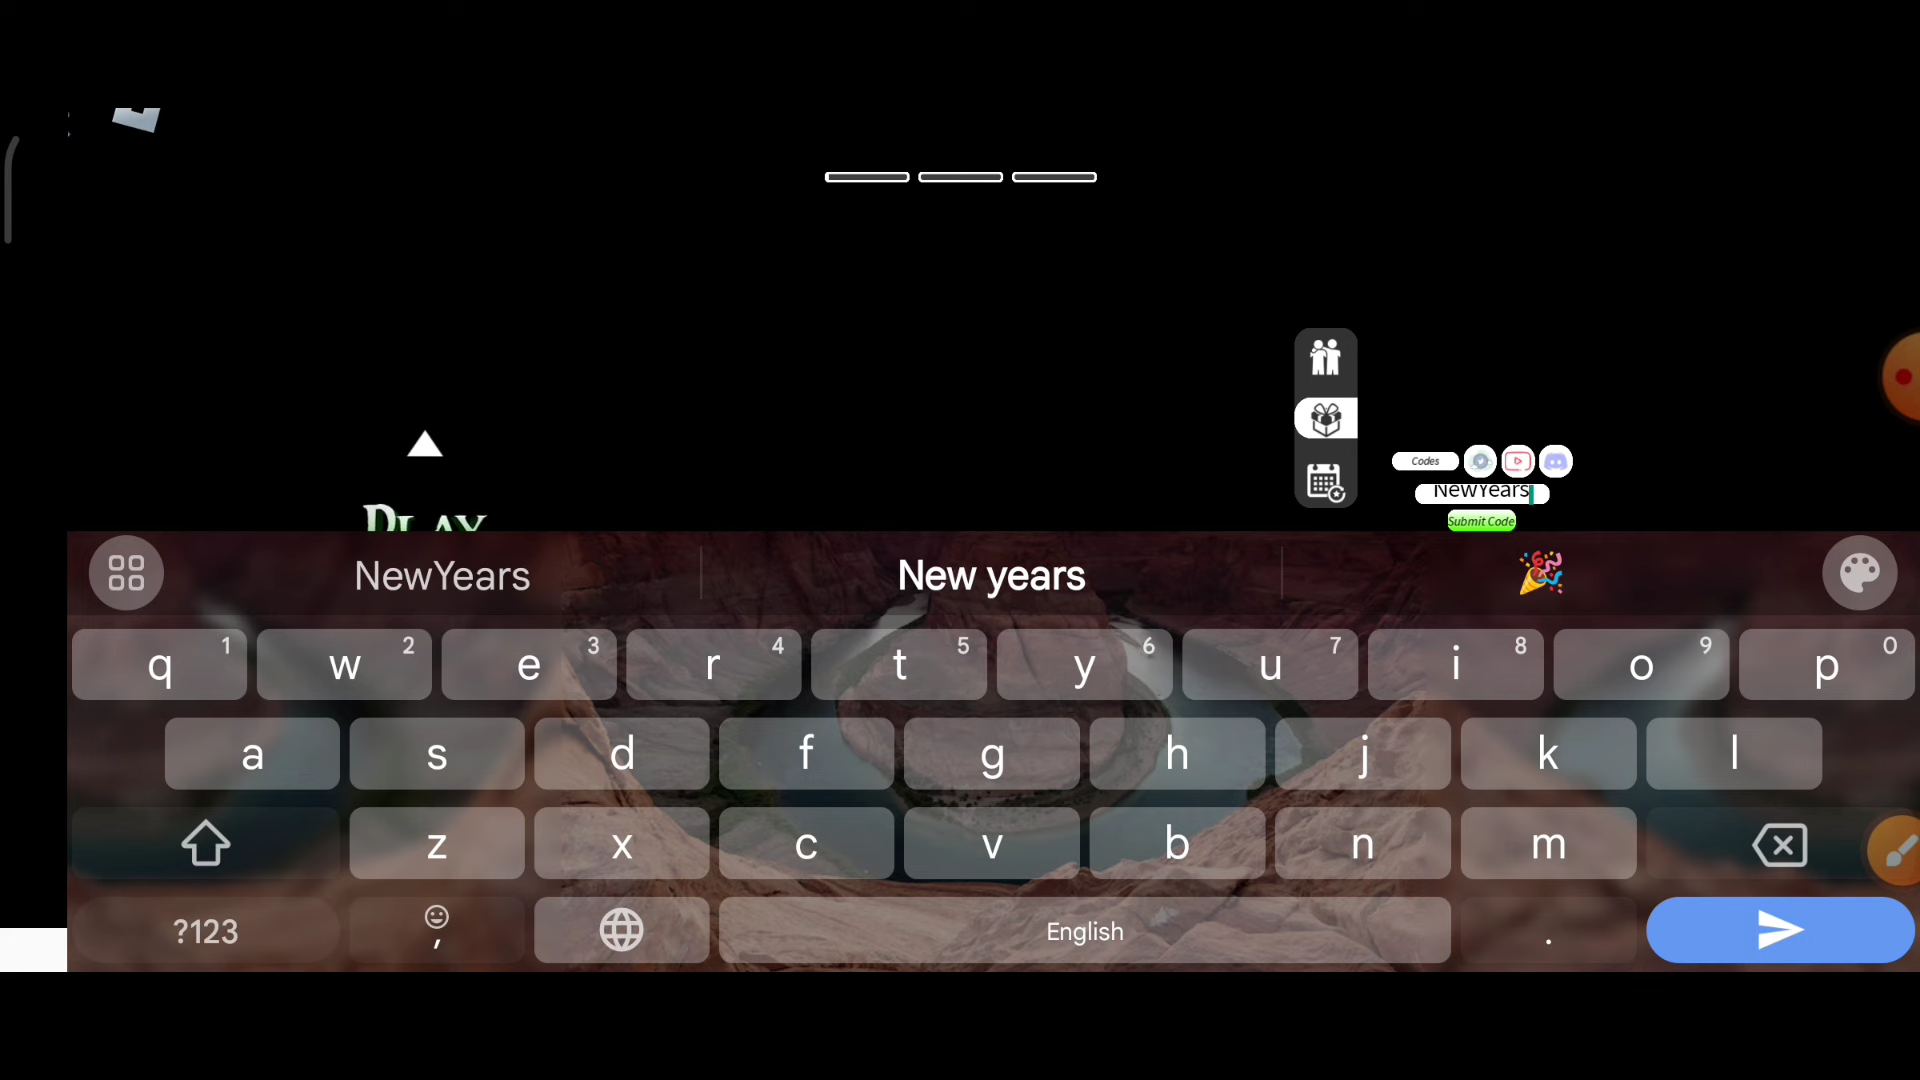 Codes
NewYears
Submit Code
PLAY
NewYears
New years
q 1 w 2 e 3 r 4 t 5 y 6 u 7 i 8 o 9 p 0
a s d f g h j k l
z x c v b n m
?123 , English .